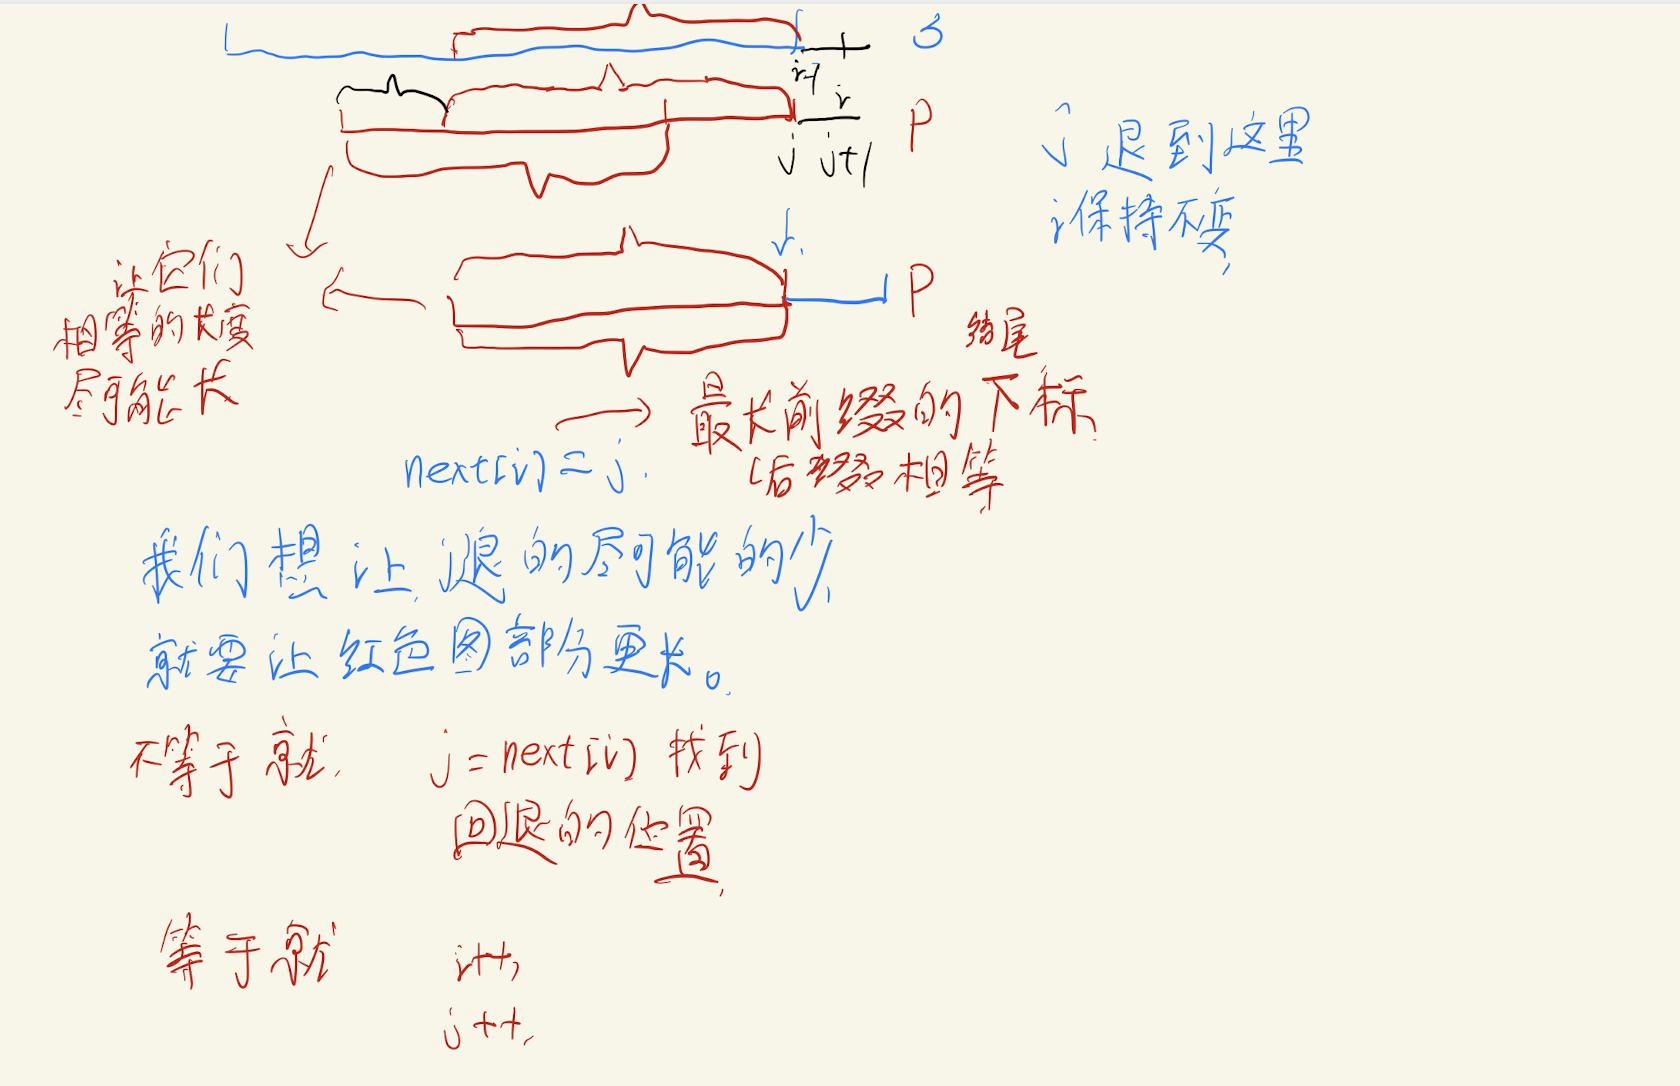 S
i-1
i
P
j j+1
j 退到这里
i保持不变,
j.
P
让它们
相等的长度
尽可能长
结尾
最长前缀的下标.
后缀相等
next[i]=j.
我们想让j退的尽可能的少,
就要让红色图部分更长。
不等于就, j=next[i] 找到
回退的位置,
等于就 i++,
j++,